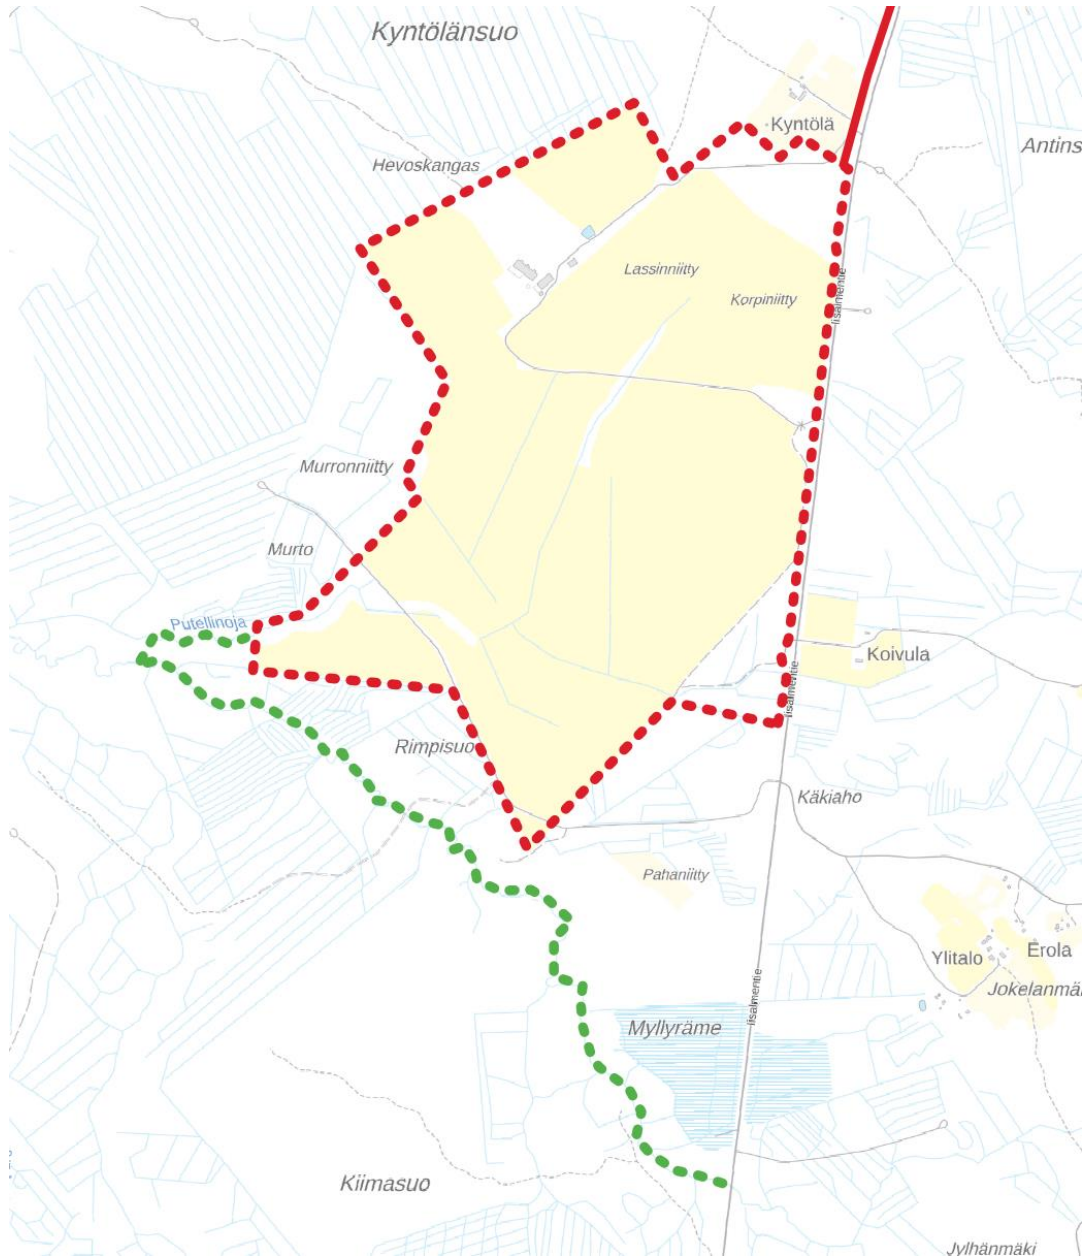 Kyntölänsuo
Kyntölä
Antins
Hevoskangas
Lassinniitty
Korpiniitty
Iisalmentie
Murronniitty
Murto
Putellinoja
Koivula
Iisalmentie
Rimpisuo
Käkiaho
Pahaniitty
Ylitalo
Erola
Iisalmentie
Jokelanmä
Myllyräme
Kiimasuo
Jylhänmäki